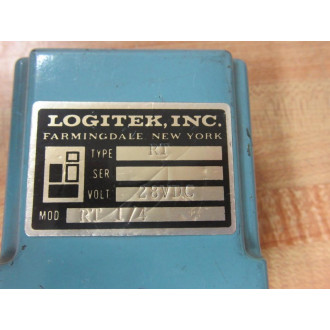 LOGITEK, INC.
FARMINGDALE NEW YORK
TYPE RT
SER
VOLT 28VDC
MOD RT 1/4